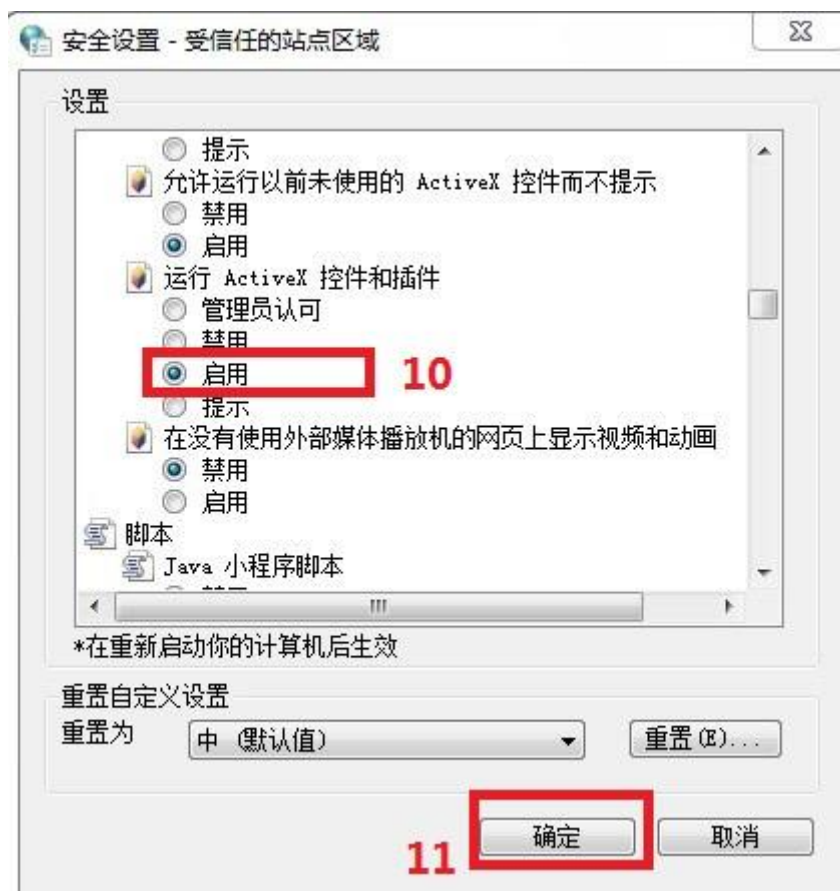 安全设置 - 受信任的站点区域
设置
提示
允许运行以前未使用的 ActiveX 控件而不提示
禁用
启用
运行 ActiveX 控件和插件
管理员认可
禁用
启用
10
提示
在没有使用外部媒体播放机的网页上显示视频和动画
禁用
启用
脚本
Java 小程序脚本
*在重新启动你的计算机后生效
重置自定义设置
重置为
中 (默认值)
重置(E)...
11
确定
取消